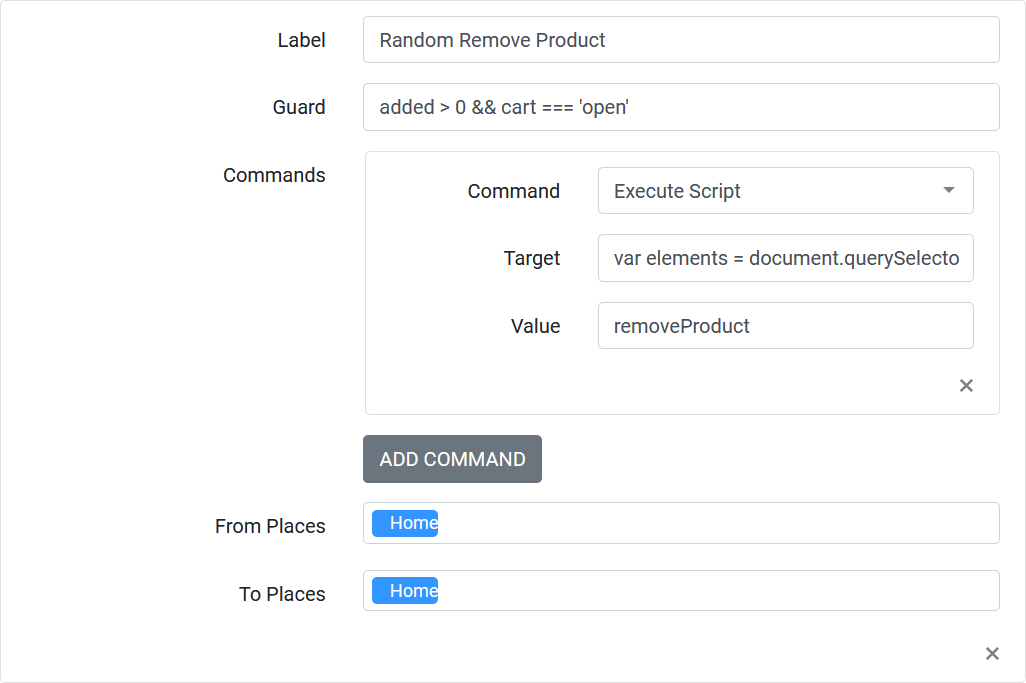 Label Random Remove Product
Guard added > 0 && cart === 'open'
Commands
Command Execute Script
Target var elements = document.querySelecto
Value removeProduct
ADD COMMAND
From Places Home
To Places Home